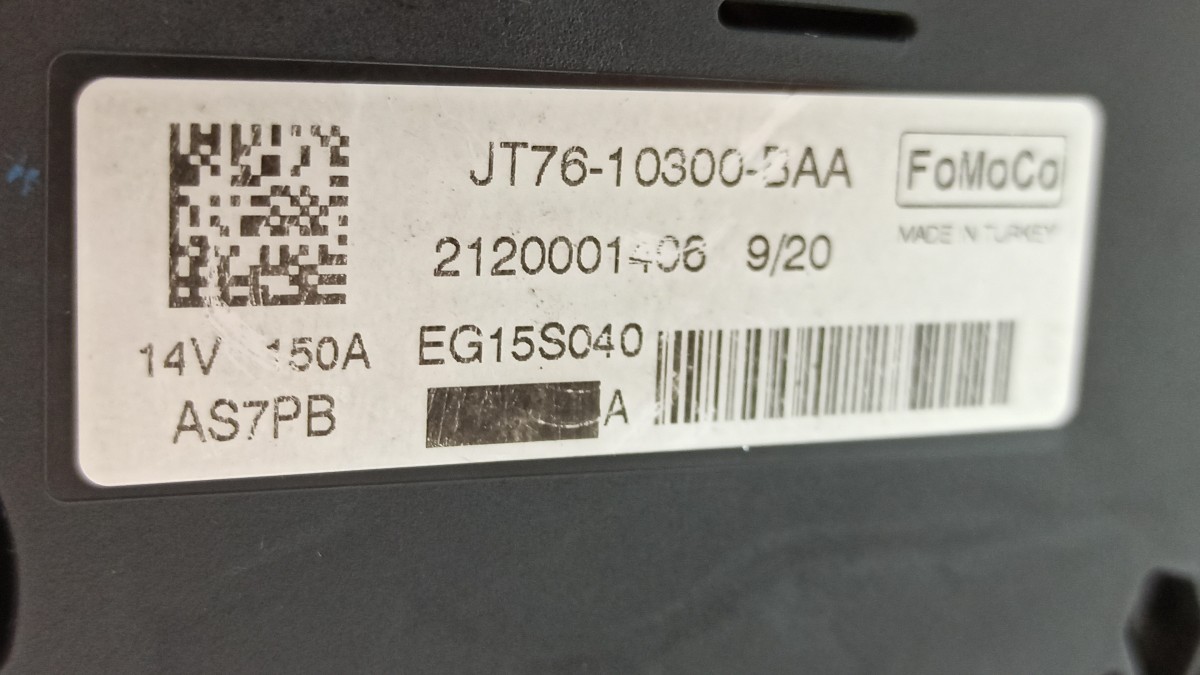 JT76-10300-BAA
FoMoCo
MADE IN TURKEY
2120001406 9/20
14V 150A EG15S040
AS7PB A